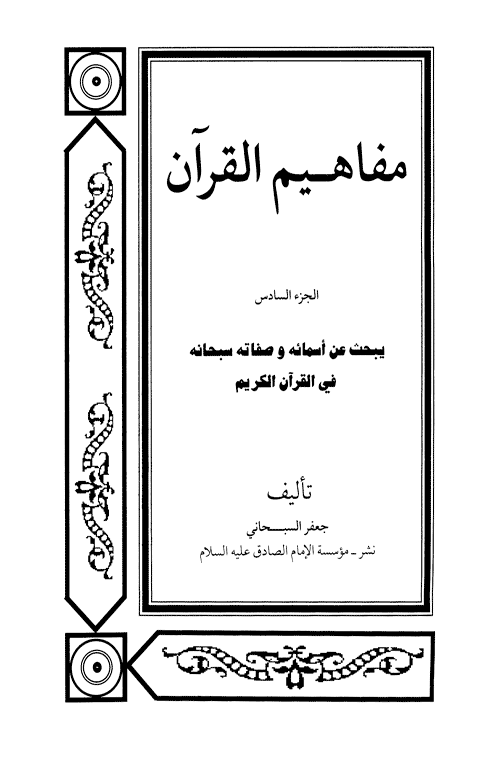 مفاهيم القرآن
الجزء السادس
يبحث عن أسمائه و صفاته سبحانه
في القرآن الكريم
تأليف
جعفر السبحاني
نشر ـ مؤسسة الإمام الصادق عليه السلام